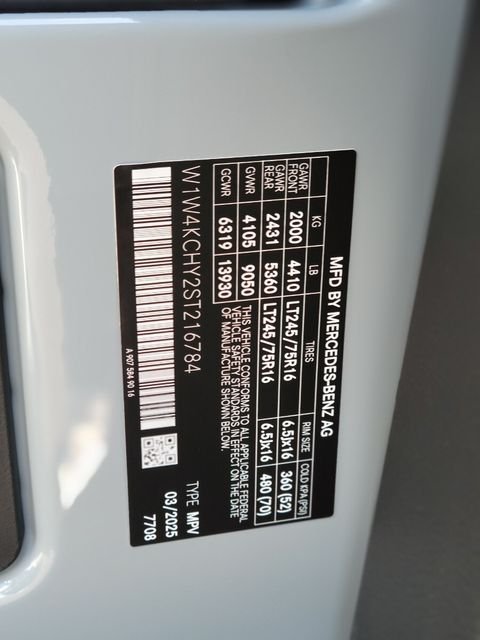 MFD BY MERCEDES-BENZ AG
KG LB TIRES RIM SIZE COLD KPA (PSI)
GAWR FRONT 2000 4410 LT245/75R16 6.5Jx16 360 (52)
GAWR REAR 2431 5360 LT245/75R16 6.5Jx16 480 (70)
GVWR 4105 9050
GCWR 6319 13930
THIS VEHICLE CONFORMS TO ALL APPLICABLE FEDERAL
VEHICLE SAFETY STANDARDS IN EFFECT ON THE DATE
OF MANUFACTURE SHOWN ABOVE.
W1W4KCHY2ST216784
TYPE MPV
03/2025
7708
A 907 584 90 16